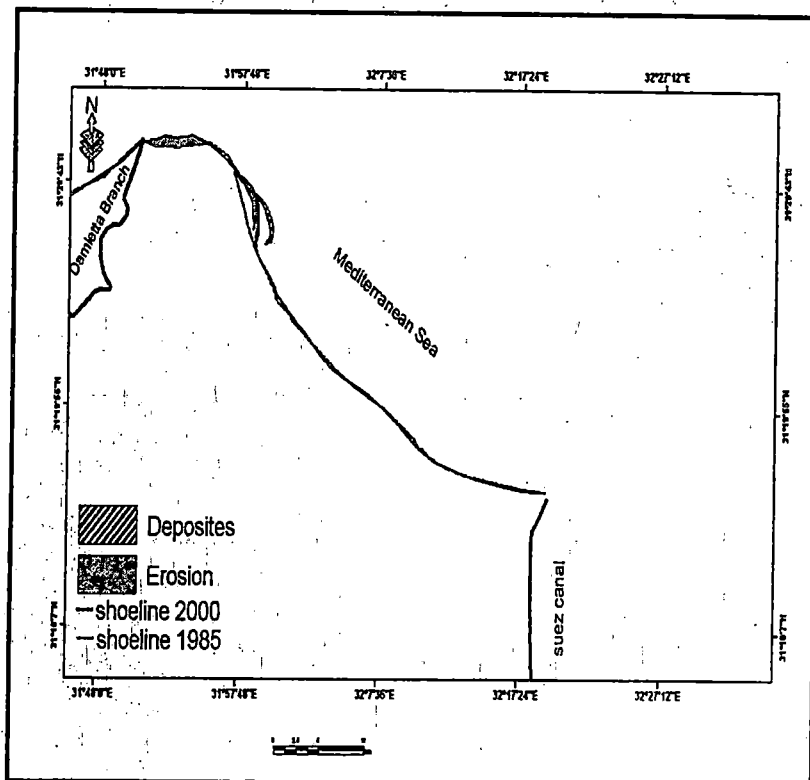 31°48'0"E 31°57'48"E 32°7'36"E 32°17'24"E 32°27'12"E
N
Damietta Branch
Mediterranean Sea
Deposites
Erosion
shoeline 2000
shoeline 1985
suez canal
31°48'0"E 31°57'48"E 32°7'36"E 32°17'24"E 32°27'12"E